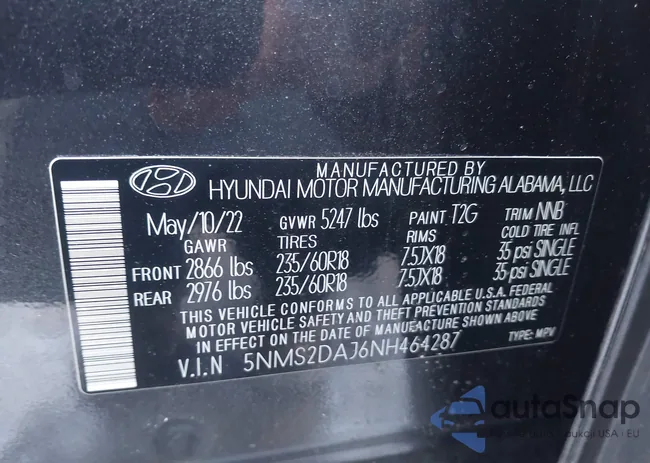 MANUFACTURED BY
HYUNDAI MOTOR MANUFACTURING ALABAMA, LLC
May/10/22 GVWR 5247 lbs PAINT T2G TRIM NNB
GAWR TIRES RIMS COLD TIRE INFL
FRONT 2866 lbs 235/60R18 7.5JX18 35 psi SINGLE
REAR 2976 lbs 235/60R18 7.5JX18 35 psi SINGLE
THIS VEHICLE CONFORMS TO ALL APPLICABLE U.S.A. FEDERAL
MOTOR VEHICLE SAFETY AND THEFT PREVENTION STANDARDS
IN EFFECT ON THE DATE OF MANUFACTURE SHOWN ABOVE
V.I.N 5NMS2DAJ6NH464287 TYPE: MPV
autaSnap
USA i EU